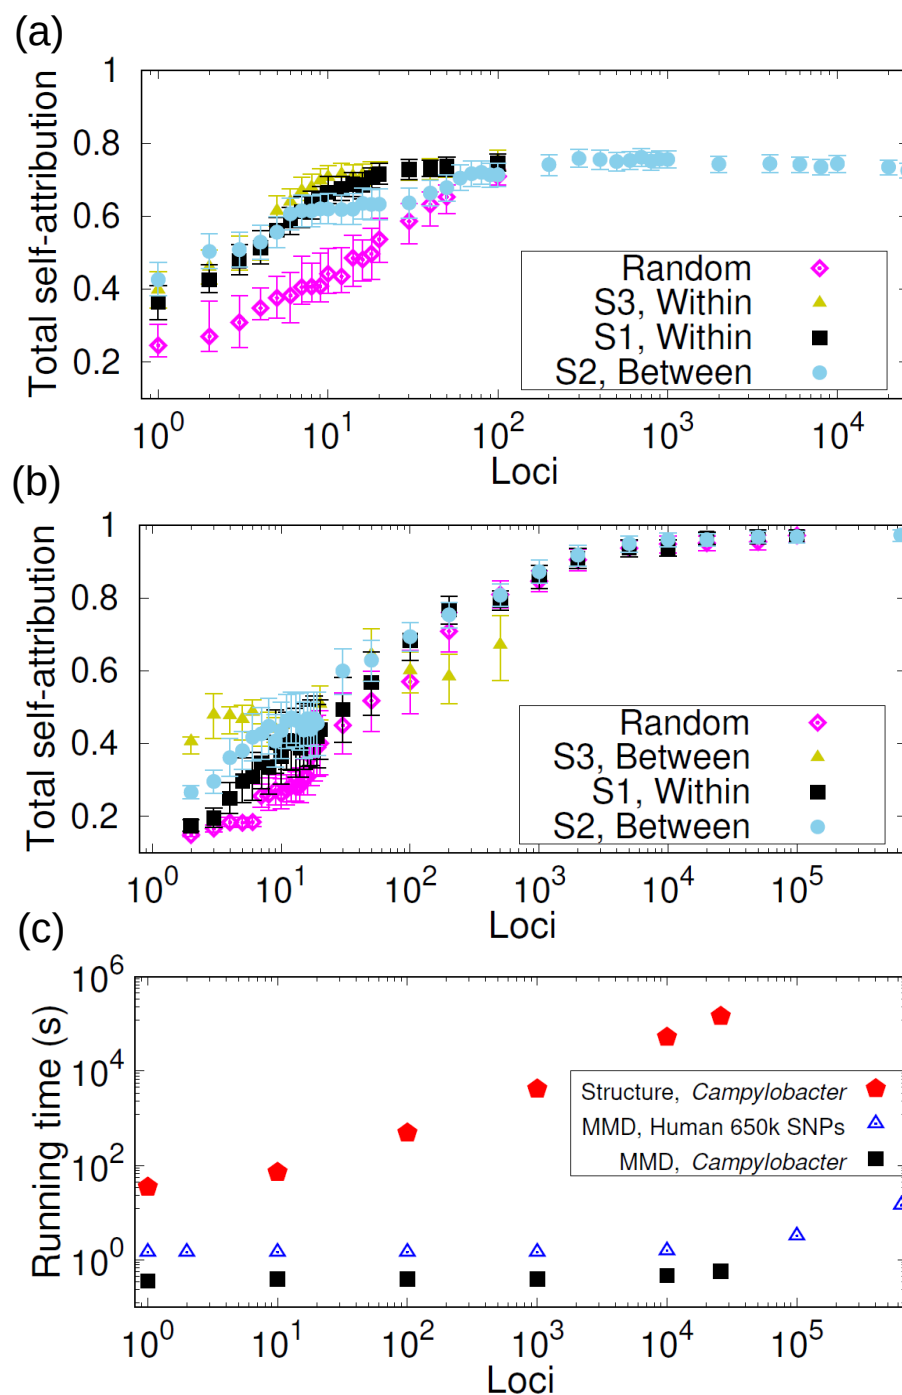 (a)
Total self-attribution
1
0.8
0.6
0.4
0.2
Random
S3, Within
S1, Within
S2, Between
10^0 10^1 10^2 10^3 10^4
Loci
(b)
Total self-attribution
1
0.8
0.6
0.4
0.2
Random
S3, Between
S1, Within
S2, Between
10^0 10^1 10^2 10^3 10^4 10^5
Loci
(c)
Running time (s)
10^6
10^4
10^2
10^0
Structure, Campylobacter
MMD, Human 650k SNPs
MMD, Campylobacter
10^0 10^1 10^2 10^3 10^4 10^5
Loci